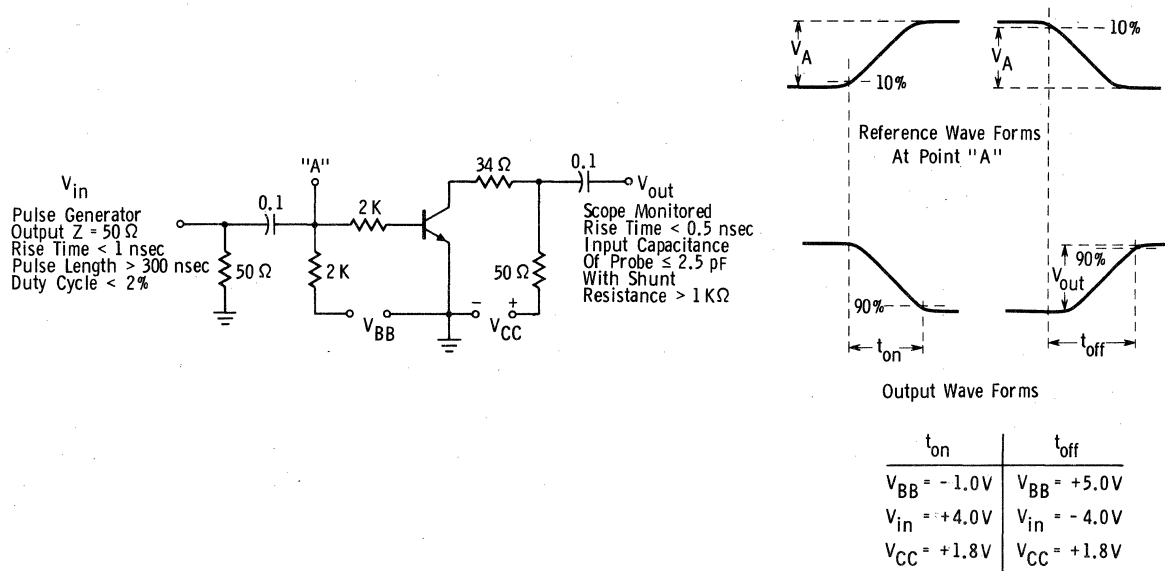 V_A
10%
V_A
10%
Reference Wave Forms
At Point "A"
V_in
Pulse Generator
Output Z = 50 Ω
Rise Time < 1 nsec
Pulse Length > 300 nsec
Duty Cycle < 2%
0.1
50 Ω
"A"
2 K
2 K
V_BB
34 Ω
50 Ω
- +
V_CC
0.1
V_out
Scope Monitored
Rise Time < 0.5 nsec
Input Capacitance
Of Probe ≤ 2.5 pF
With Shunt
Resistance > 1 KΩ
90%
t_on
90%
V_out
t_off
Output Wave Forms
t_on t_off
V_BB = -1.0V V_BB = +5.0V
V_in = +4.0V V_in = -4.0V
V_CC = +1.8V V_CC = +1.8V